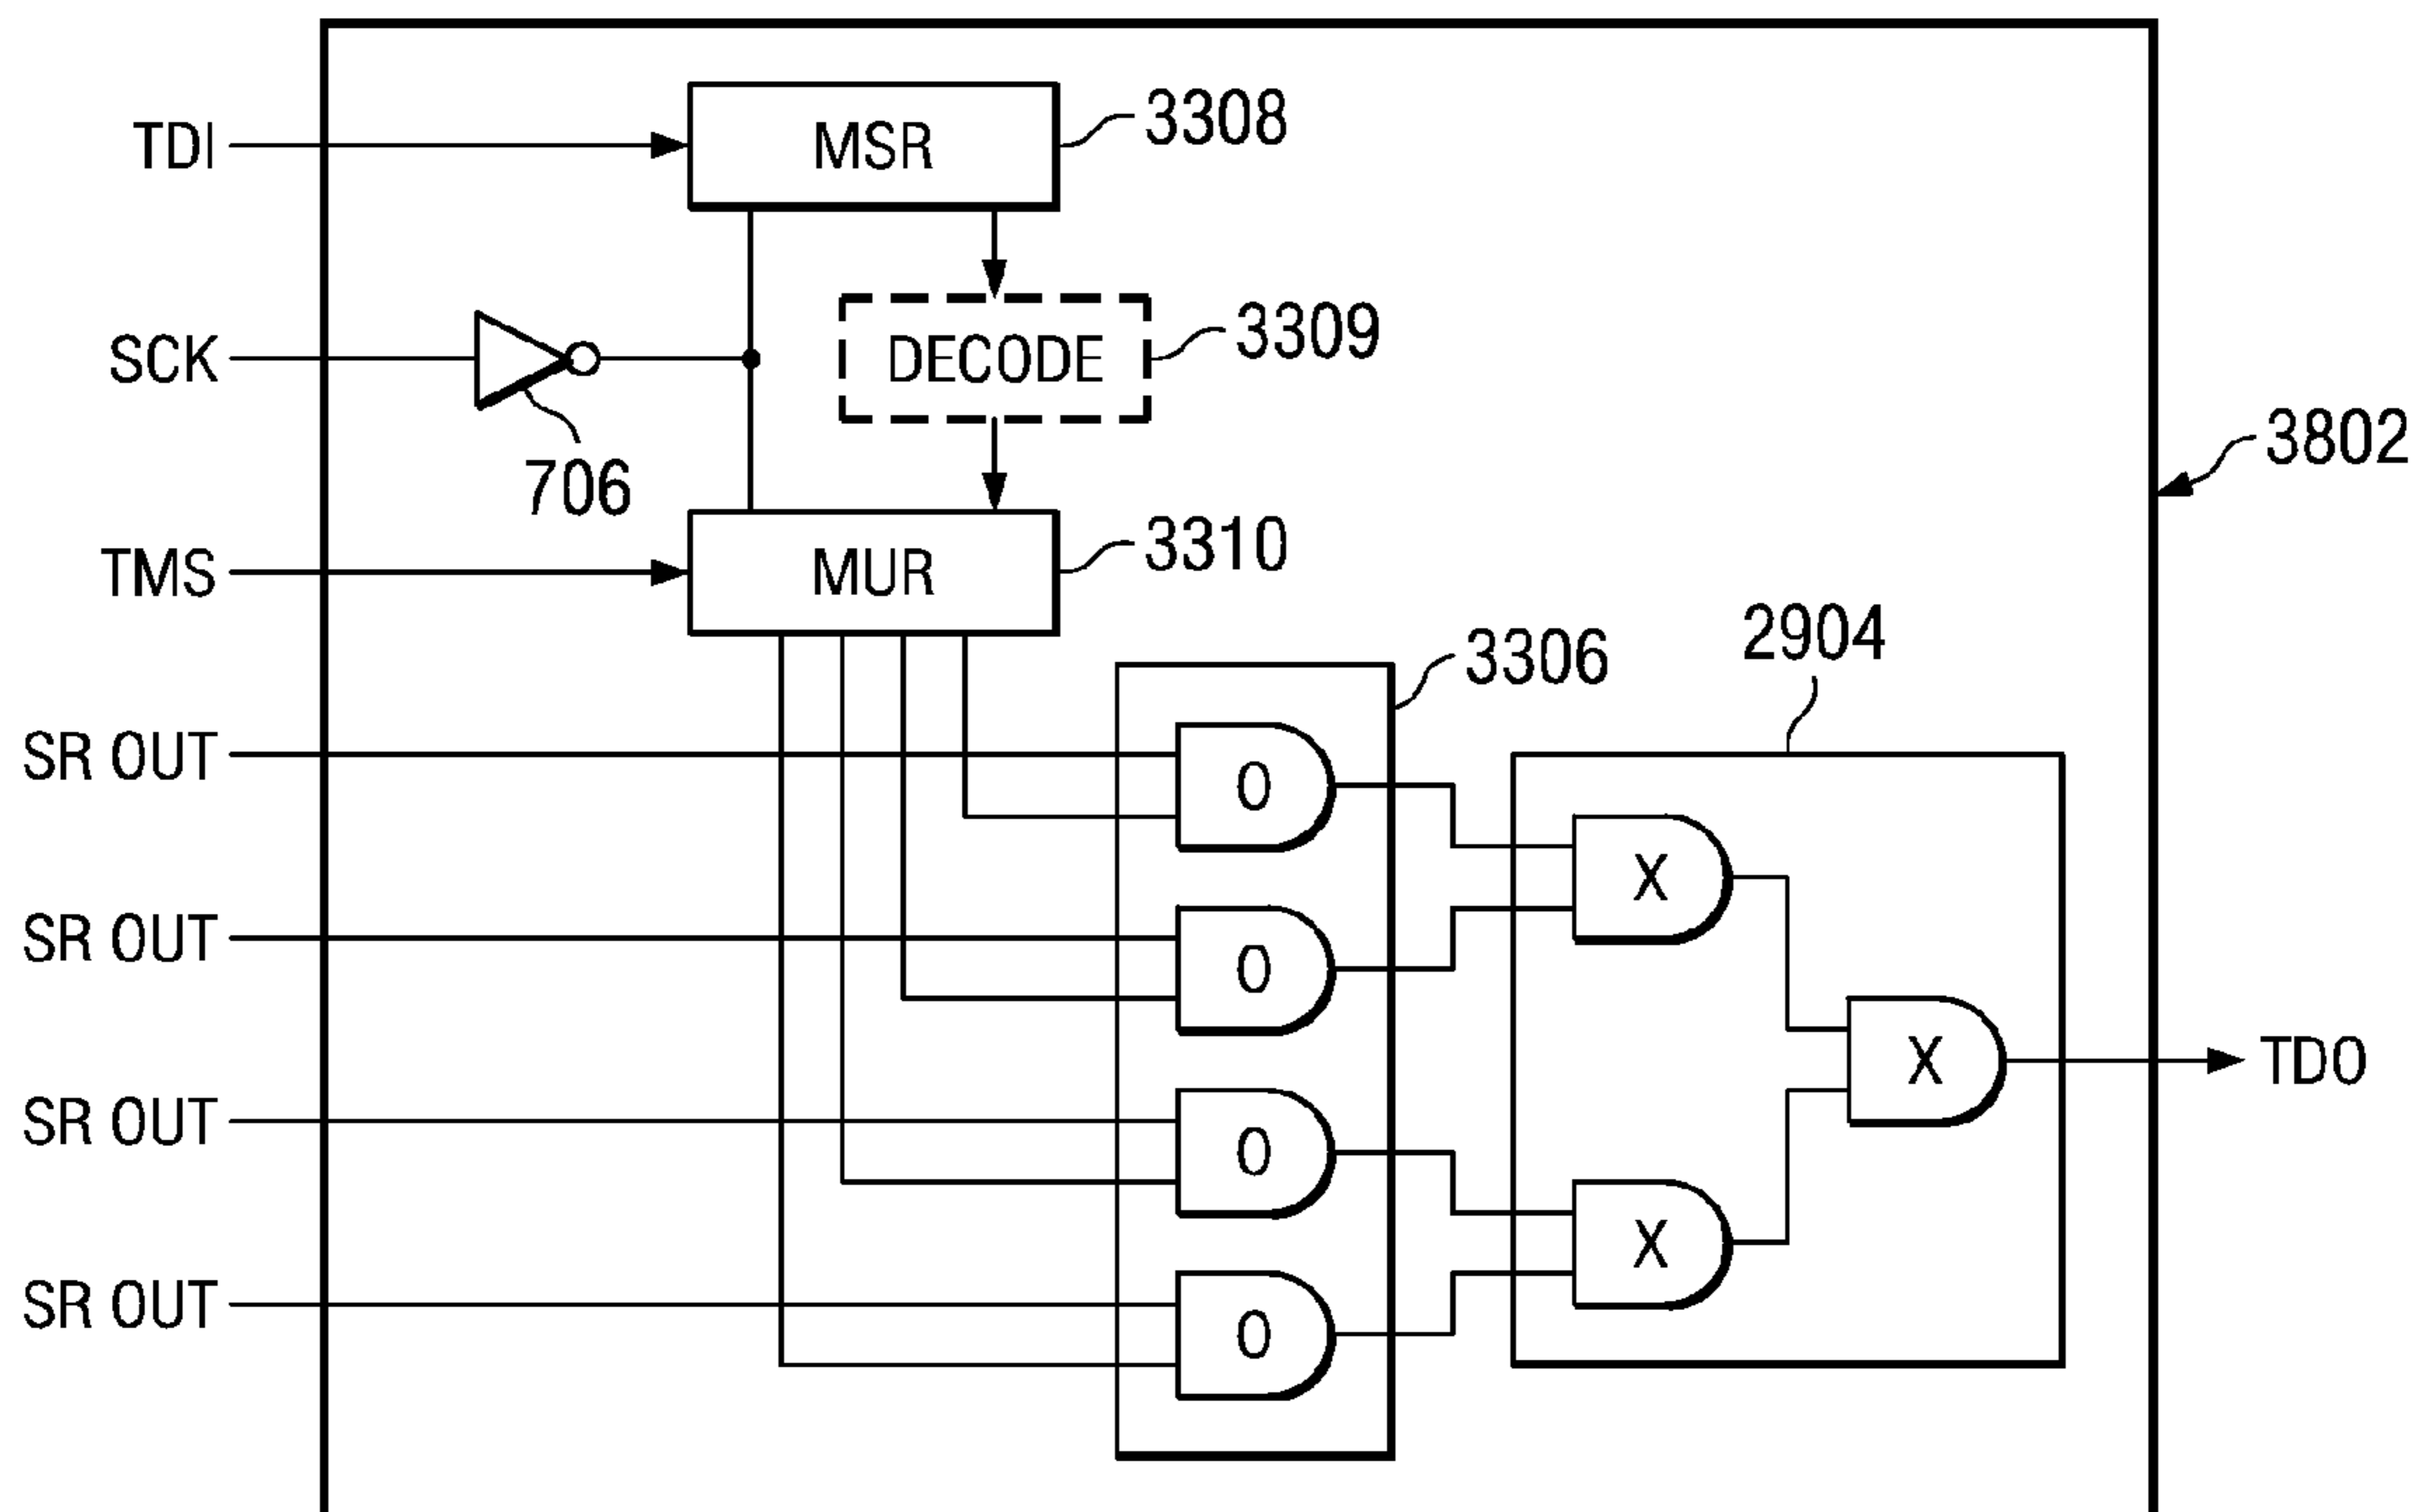 TDI
MSR
3308
SCK
706
DECODE
3309
3802
TMS
MUR
3310
3306
2904
SR OUT
O
X
SR OUT
O
X
TDO
SR OUT
O
X
SR OUT
O